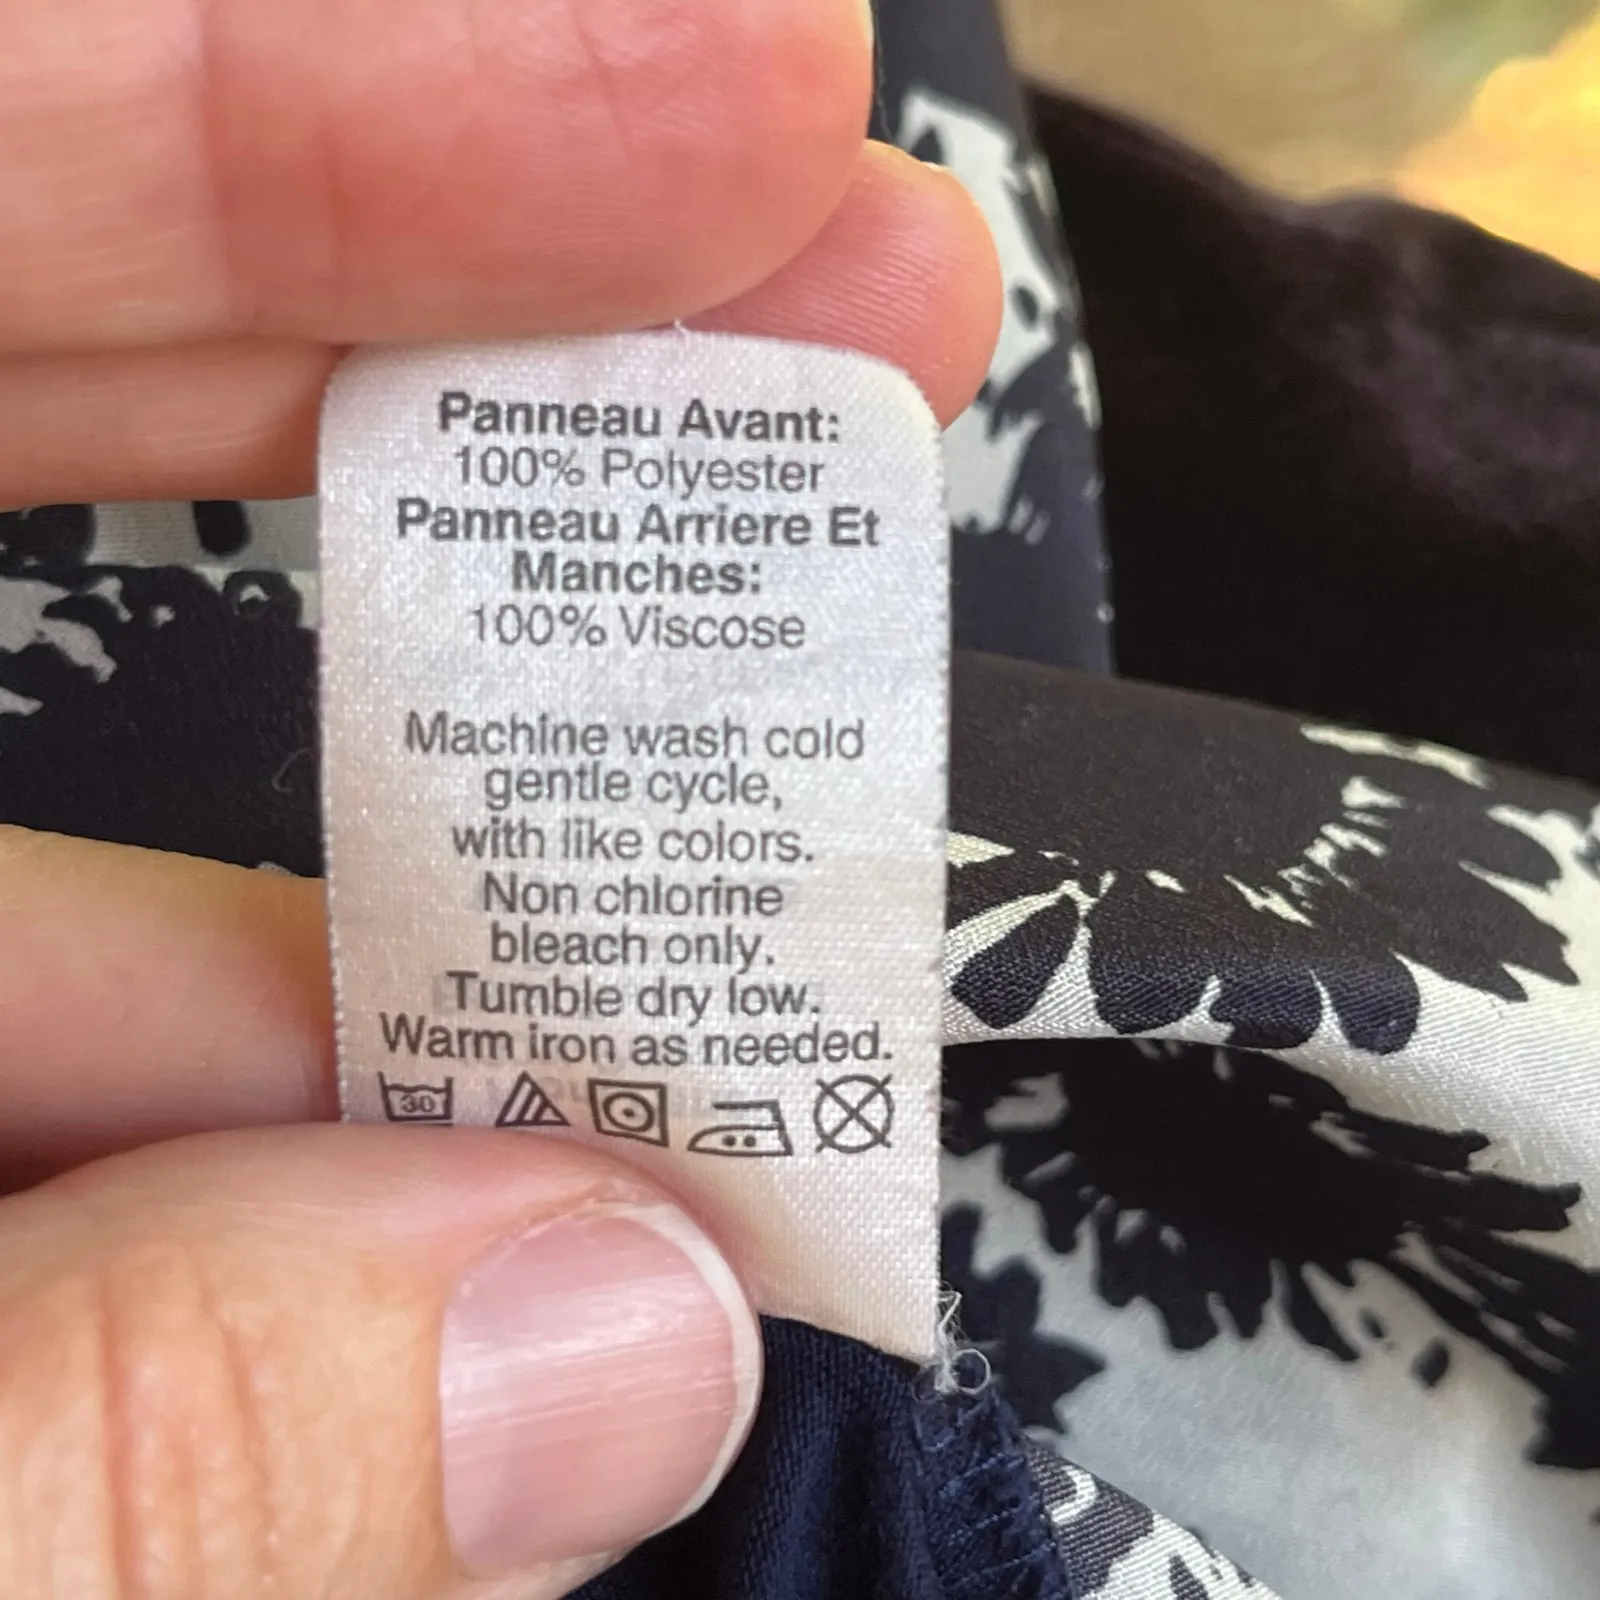 Panneau Avant:
100% Polyester
Panneau Arriere Et
Manches:
100% Viscose
Machine wash cold
gentle cycle,
with like colors.
Non chlorine
bleach only.
Tumble dry low.
Warm iron as needed.
30